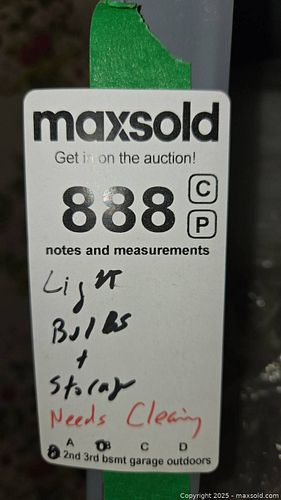 maxsold
Get in on the auction!
888
C
P
notes and measurements
Light
Bulbs
+
Storage
Needs Cleaning
A B C D
2nd 3rd bsmt garage outdoors
Copyright © 2025 - maxsold.com